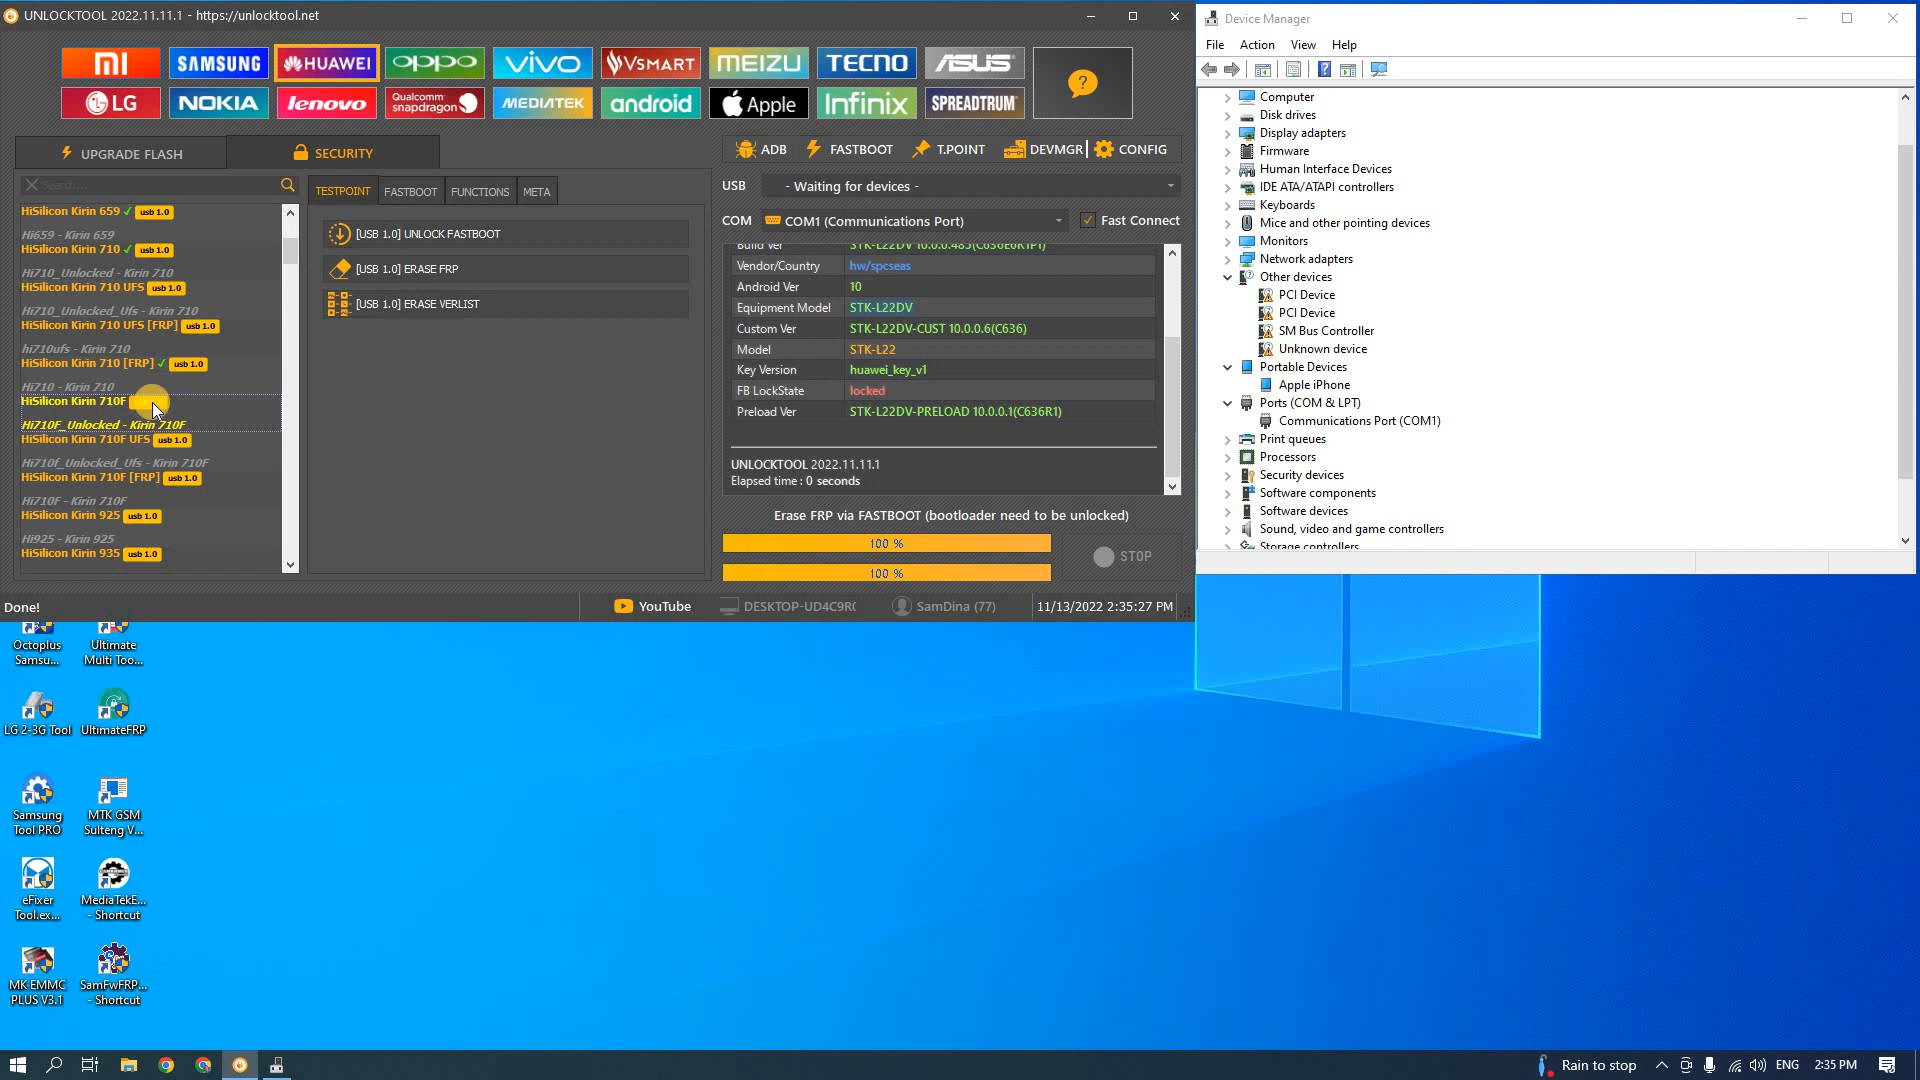 UNLOCKTOOL 2022.11.11.1 - https://unlocktool.net
SAMSUNG
HUAWEI
oppo
vivo
VSMART
MEIZU
TECNO
ASUS
?
LG
NOKIA
lenovo
Qualcomm snapdragon
MEDIATEK
android
Apple
Infinix
SPREADTRUM
UPGRADE FLASH
SECURITY
ADB
FASTBOOT
T.POINT
DEVMGR
CONFIG
Search....
TESTPOINT
FASTBOOT
FUNCTIONS
META
USB
- Waiting for devices -
COM
COM1 (Communications Port)
Fast Connect
HiSilicon Kirin 659 ✓ usb 1.0
Hi659 - Kirin 659
HiSilicon Kirin 710 ✓ usb 1.0
Hi710_Unlocked - Kirin 710
HiSilicon Kirin 710 UFS usb 1.0
Hi710_Unlocked_Ufs - Kirin 710
HiSilicon Kirin 710 UFS [FRP] usb 1.0
hi710ufs - Kirin 710
HiSilicon Kirin 710 [FRP] ✓ usb 1.0
Hi710 - Kirin 710
HiSilicon Kirin 710F
Hi710F_Unlocked - Kirin 710F
HiSilicon Kirin 710F UFS usb 1.0
Hi710f_Unlocked_Ufs - Kirin 710F
HiSilicon Kirin 710F [FRP] usb 1.0
Hi710F - Kirin 710F
HiSilicon Kirin 925 usb 1.0
Hi925 - Kirin 925
HiSilicon Kirin 935 usb 1.0
[USB 1.0] UNLOCK FASTBOOT
[USB 1.0] ERASE FRP
[USB 1.0] ERASE VERLIST
Build Ver STK-L22DV 10.0.0.485(C636E6R1P1)
Vendor/Country hw/spcseas
Android Ver 10
Equipment Model STK-L22DV
Custom Ver STK-L22DV-CUST 10.0.0.6(C636)
Model STK-L22
Key Version huawei_key_v1
FB LockState locked
Preload Ver STK-L22DV-PRELOAD 10.0.0.1(C636R1)
UNLOCKTOOL 2022.11.11.1
Elapsed time : 0 seconds
Erase FRP via FASTBOOT (bootloader need to be unlocked)
100 %
100 %
STOP
Done!
YouTube
DESKTOP-UD4C9R
SamDina (77)
11/13/2022 2:35:27 PM
Device Manager
File
Action
View
Help
Computer
Disk drives
Display adapters
Firmware
Human Interface Devices
IDE ATA/ATAPI controllers
Keyboards
Mice and other pointing devices
Monitors
Network adapters
Other devices
PCI Device
PCI Device
SM Bus Controller
Unknown device
Portable Devices
Apple iPhone
Ports (COM & LPT)
Communications Port (COM1)
Print queues
Processors
Security devices
Software components
Software devices
Sound, video and game controllers
Storage controllers
Octoplus
Samsu...
Ultimate
Multi Too...
LG 2-3G Tool
UltimateFRP
Samsung
Tool PRO
MTK GSM
Sulteng V...
eFixer
Tool.ex...
MediaTekE...
- Shortcut
MK EMMC
PLUS V3.1
SamFwFRP...
- Shortcut
Rain to stop
ENG
2:35 PM